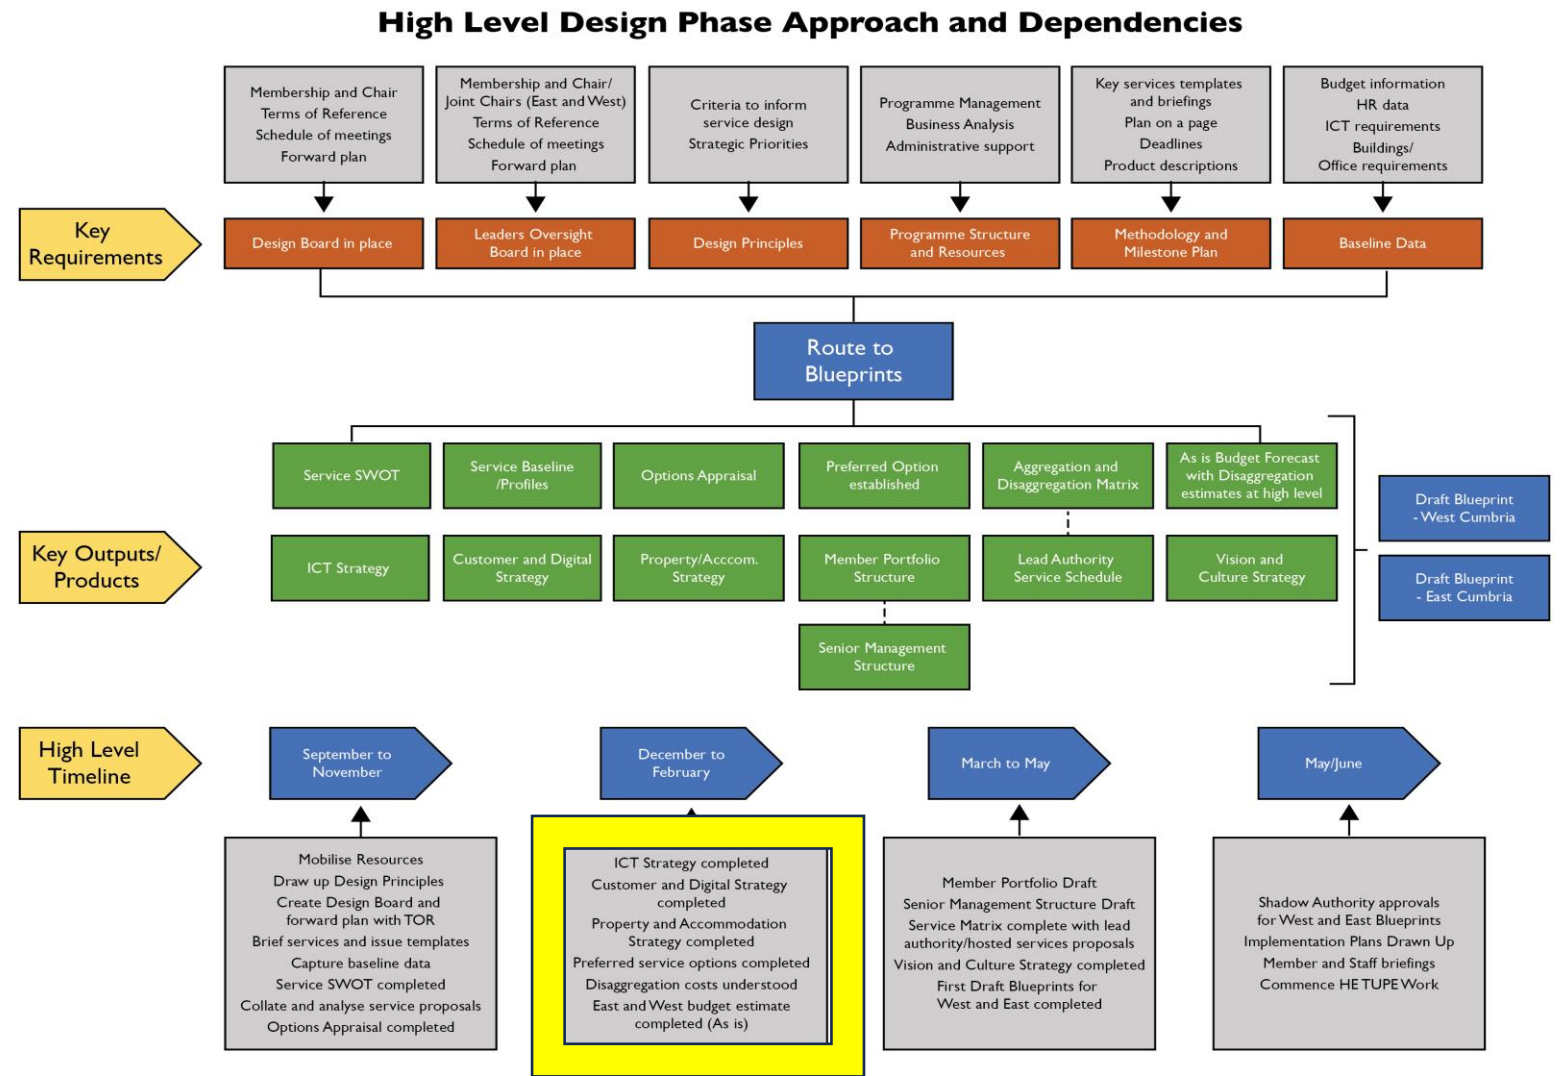 High Level Design Phase Approach and Dependencies
Membership and Chair
Terms of Reference
Schedule of meetings
Forward plan
Membership and Chair/
Joint Chairs (East and West)
Terms of Reference
Schedule of meetings
Forward plan
Criteria to inform
service design
Strategic Priorities
Programme Management
Business Analysis
Administrative support
Key services templates
and briefings
Plan on a page
Deadlines
Product descriptions
Budget information
HR data
ICT requirements
Buildings/
Office requirements
Key
Requirements
Design Board in place
Leaders Oversight
Board in place
Design Principles
Programme Structure
and Resources
Methodology and
Milestone Plan
Baseline Data
Route to
Blueprints
Key Outputs/
Products
Service SWOT
Service Baseline
/Profiles
Options Appraisal
Preferred Option
established
Aggregation and
Disaggregation Matrix
As is Budget Forecast
with Disaggregation
estimates at high level
ICT Strategy
Customer and Digital
Strategy
Property/Acccom.
Strategy
Member Portfolio
Structure
Lead Authority
Service Schedule
Vision and
Culture Strategy
Senior Management
Structure
Draft Blueprint
- West Cumbria
Draft Blueprint
- East Cumbria
High Level
Timeline
September to
November
December to
February
March to May
May/June
Mobilise Resources
Draw up Design Principles
Create Design Board and
forward plan with TOR
Brief services and issue templates
Capture baseline data
Service SWOT completed
Collate and analyse service proposals
Options Appraisal completed
ICT Strategy completed
Customer and Digital Strategy
completed
Property and Accommodation
Strategy completed
Preferred service options completed
Disaggregation costs understood
East and West budget estimate
completed (As is)
Member Portfolio Draft
Senior Management Structure Draft
Service Matrix complete with lead
authority/hosted services proposals
Vision and Culture Strategy completed
First Draft Blueprints for
West and East completed
Shadow Authority approvals
for West and East Blueprints
Implementation Plans Drawn Up
Member and Staff briefings
Commence HE TUPE Work